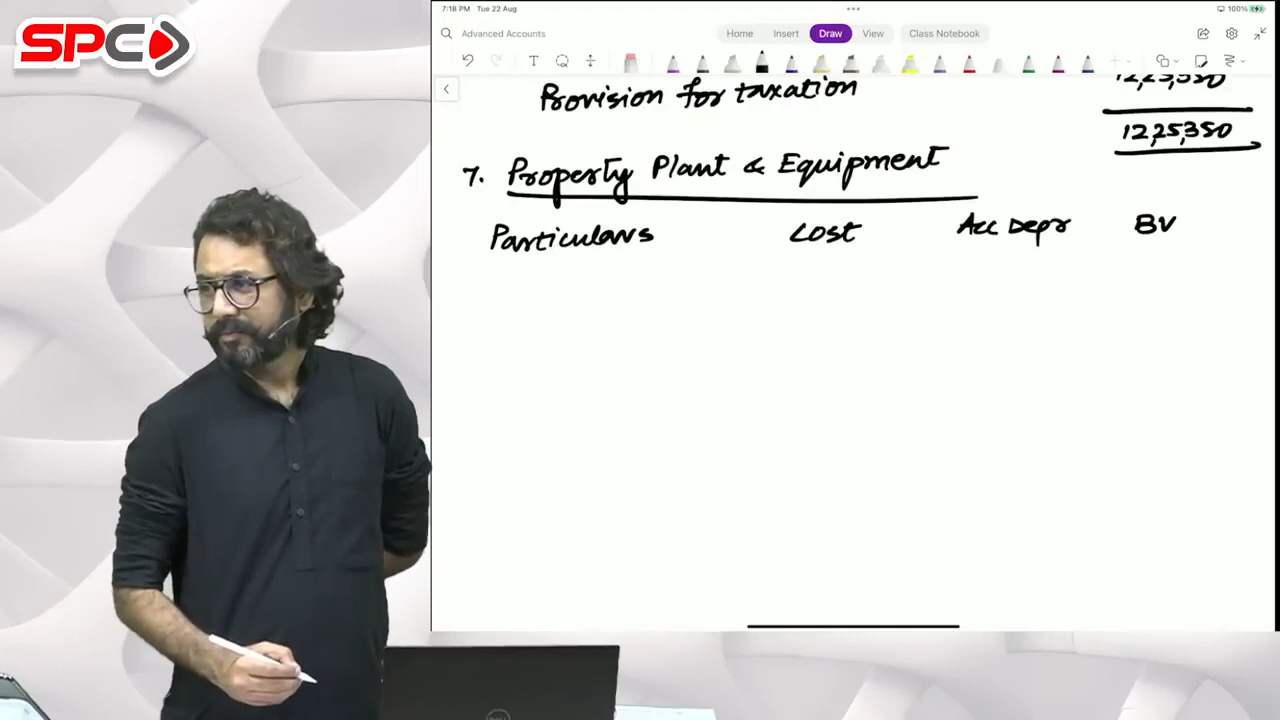 SPC
7:18 PM Tue 22 Aug
100%
Advanced Accounts
Home Insert Draw View Class Notebook
Provision for taxation
12,25,350
7. Property Plant & Equipment
Particulars Cost Acc Depr BV